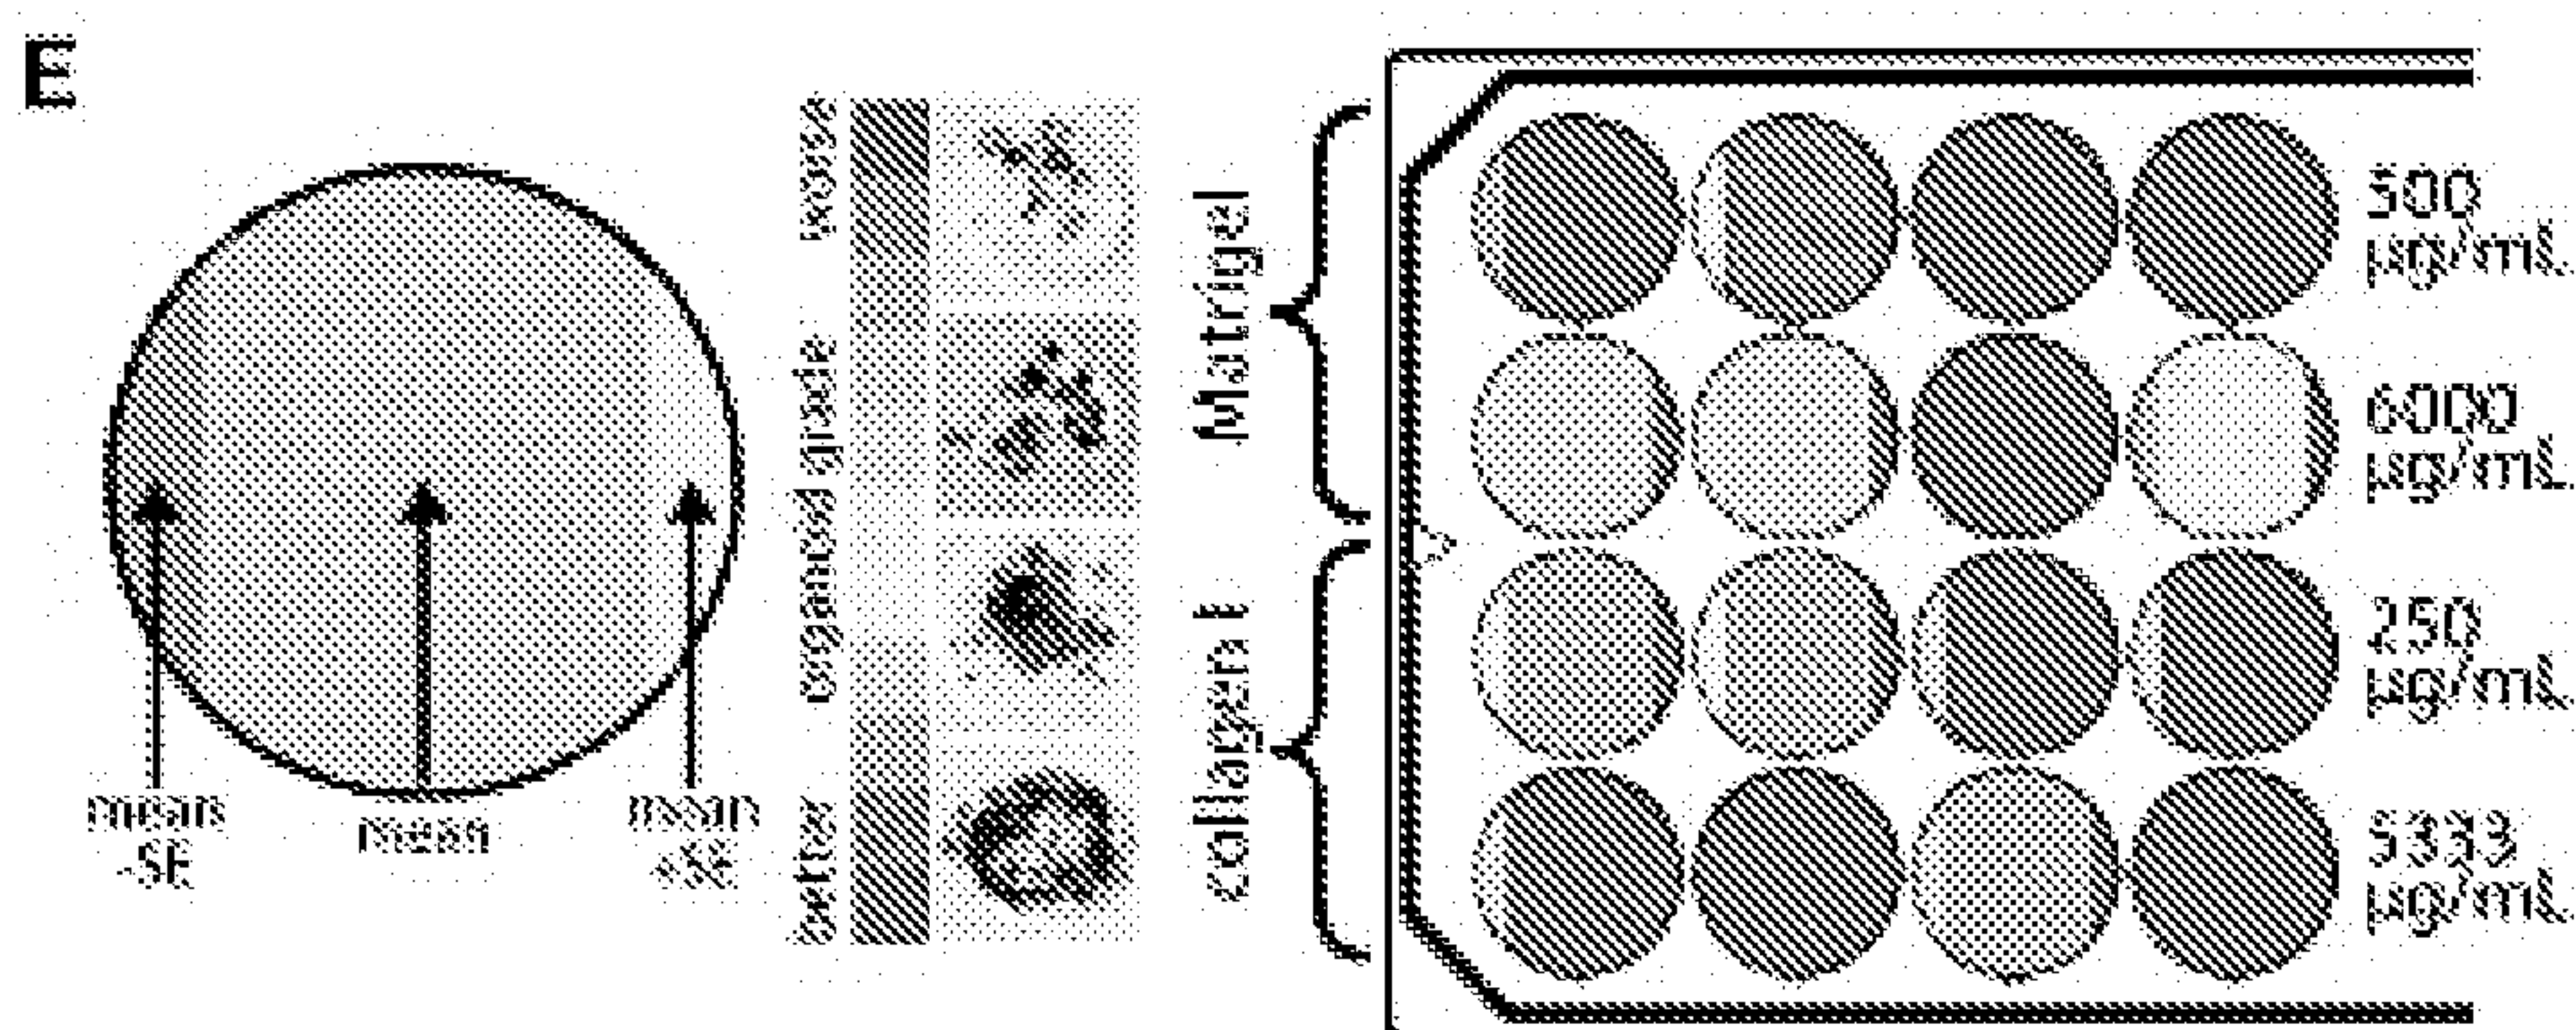 E
mean
-SE
mean
mean
+SE
worse
organoid grade
better
Matrigel
collagen I
500
µg/mL
6000
µg/mL
250
µg/mL
5333
µg/mL